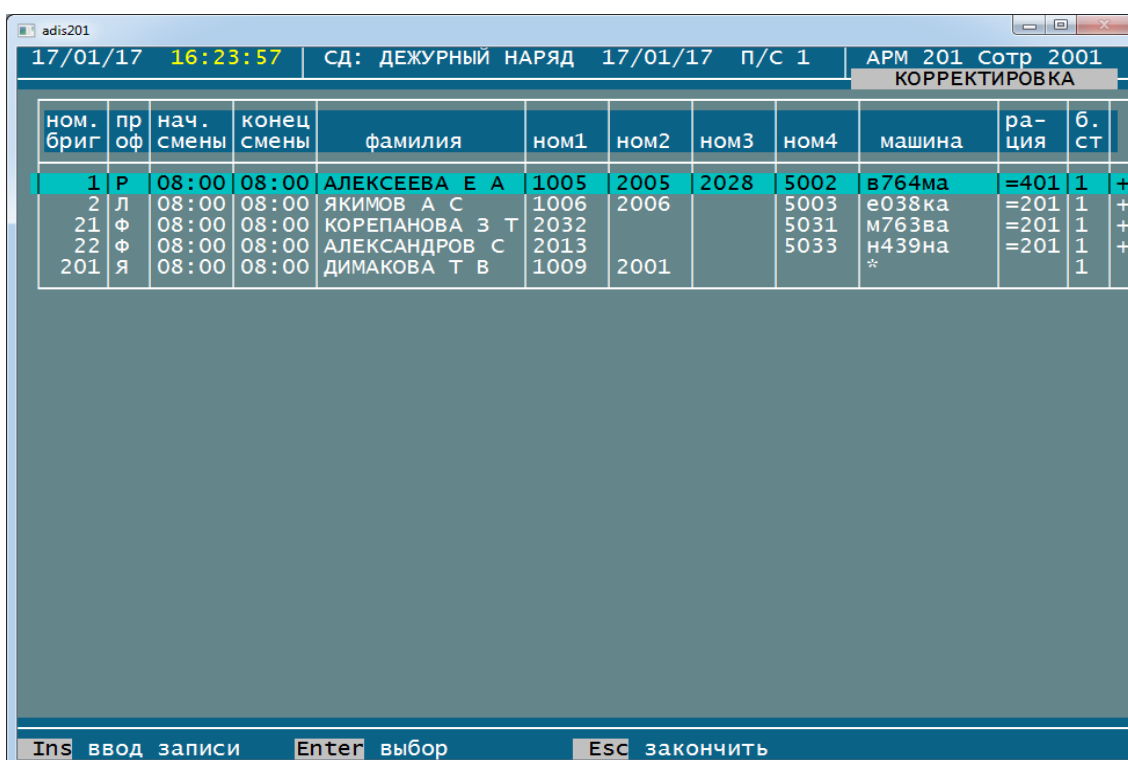 adis201
17/01/17 16:23:57 СД: ДЕЖУРНЫЙ НАРЯД 17/01/17 П/С 1 АРМ 201 Сотр 2001
КОРРЕКТИРОВКА
ном. пр нач. конец ра- б.
бриг оф смены смены фамилия ном1 ном2 ном3 ном4 машина ция ст
1 Р 08:00 08:00 АЛЕКСЕЕВА Е А 1005 2005 2028 5002 в764ма =401 1 +
2 Л 08:00 08:00 ЯКИМОВ А С 1006 2006 5003 е038ка =201 1 +
21 Ф 08:00 08:00 КОРЕПАНОВА З Т 2032 5031 м763ва =201 1 +
22 Ф 08:00 08:00 АЛЕКСАНДРОВ С 2013 5033 н439на =201 1 +
201 Я 08:00 08:00 ДИМАКОВА Т В 1009 2001 * 1
Ins ввод записи Enter выбор Esc закончить